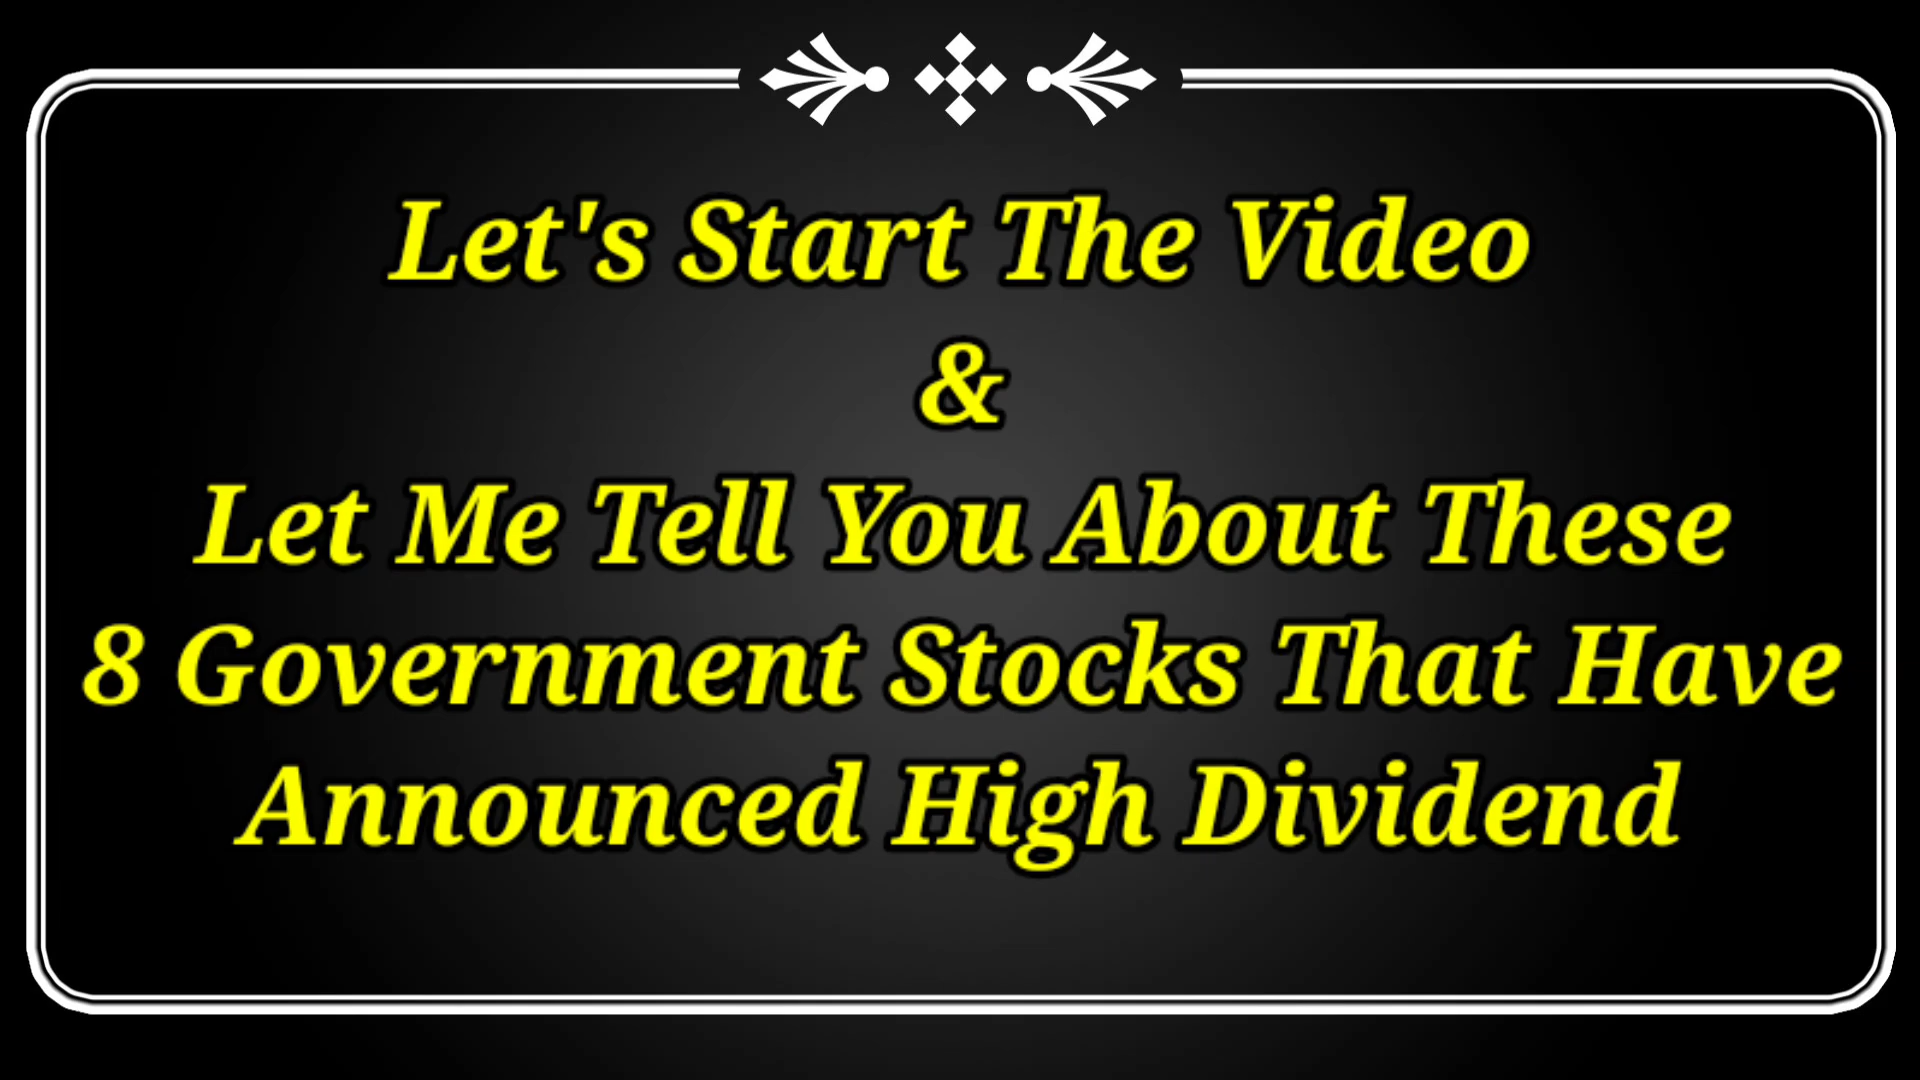 Let's Start The Video
&
Let Me Tell You About These
8 Government Stocks That Have
Announced High Dividend